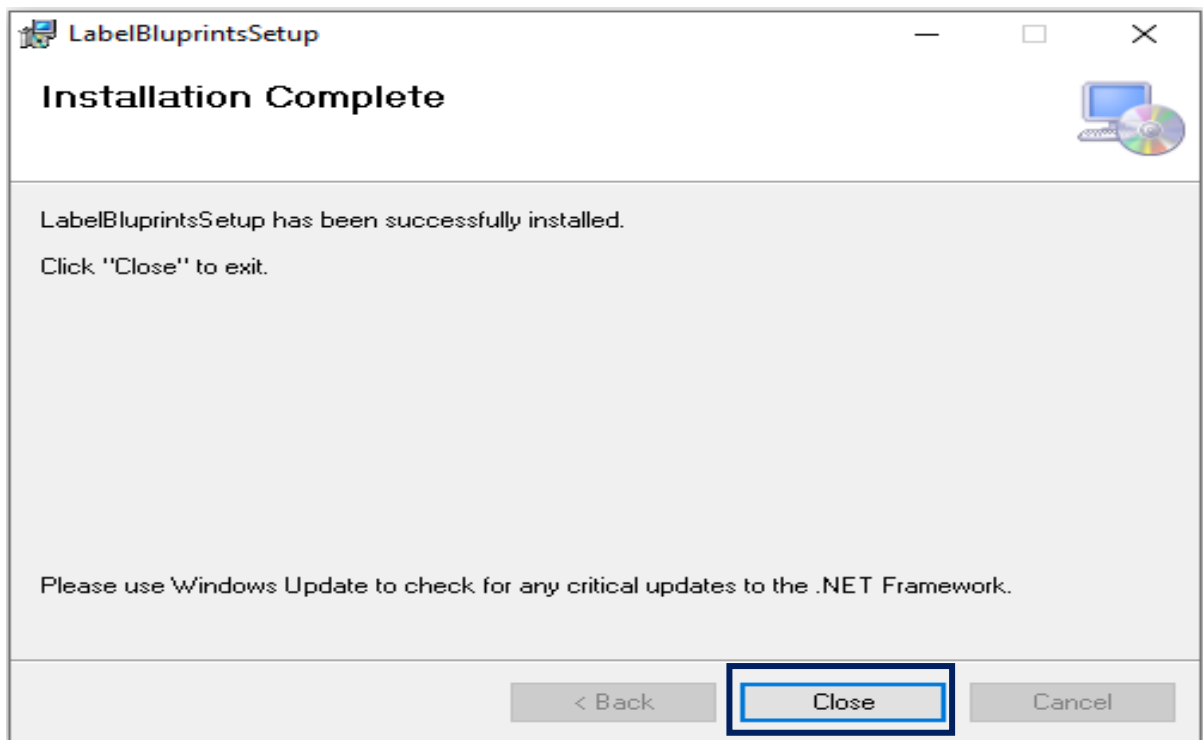 LabelBluprintsSetup
Installation Complete
LabelBluprintsSetup has been successfully installed.
Click "Close" to exit.
Please use Windows Update to check for any critical updates to the .NET Framework.
< Back
Close
Cancel